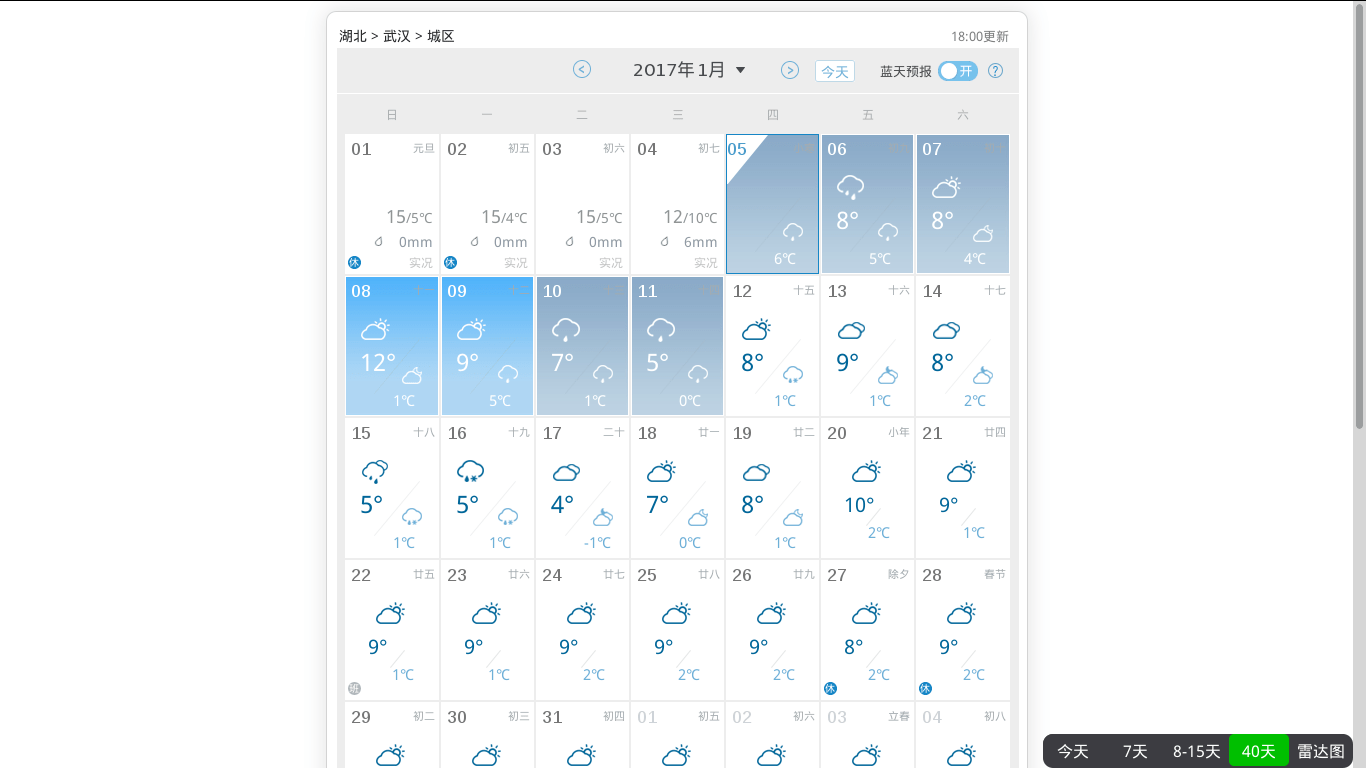 湖北 > 武汉 > 城区
18:00更新
2017年1月
今天
蓝天预报
开
?
日 一 二 三 四 五 六
01 元旦 02 初五 03 初六 04 初七 05 06 07
15/5℃ 15/4℃ 15/5℃ 12/10℃
8° 8°
0mm 0mm 0mm 6mm
休 实况 休 实况 实况 实况 6℃ 5℃ 4℃
08 09 10 11 12 十五 13 十六 14 十七
12° 9° 7° 5° 8° 9° 8°
1℃ 5℃ 1℃ 0℃ 1℃ 1℃ 2℃
15 十八 16 十九 17 二十 18 廿一 19 廿二 20 小年 21 廿四
5° 5° 4° 7° 8° 10° 9°
1℃ 1℃ -1℃ 0℃ 1℃ 2℃ 1℃
22 廿五 23 廿六 24 廿七 25 廿八 26 廿九 27 除夕 28 春节
9° 9° 9° 9° 9° 8° 9°
1℃ 1℃ 2℃ 2℃ 2℃ 2℃ 2℃
班 休 休
29 初二 30 初三 31 初四 01 初五 02 初六 03 立春 04 初八
今天 7天 8-15天 40天 雷达图